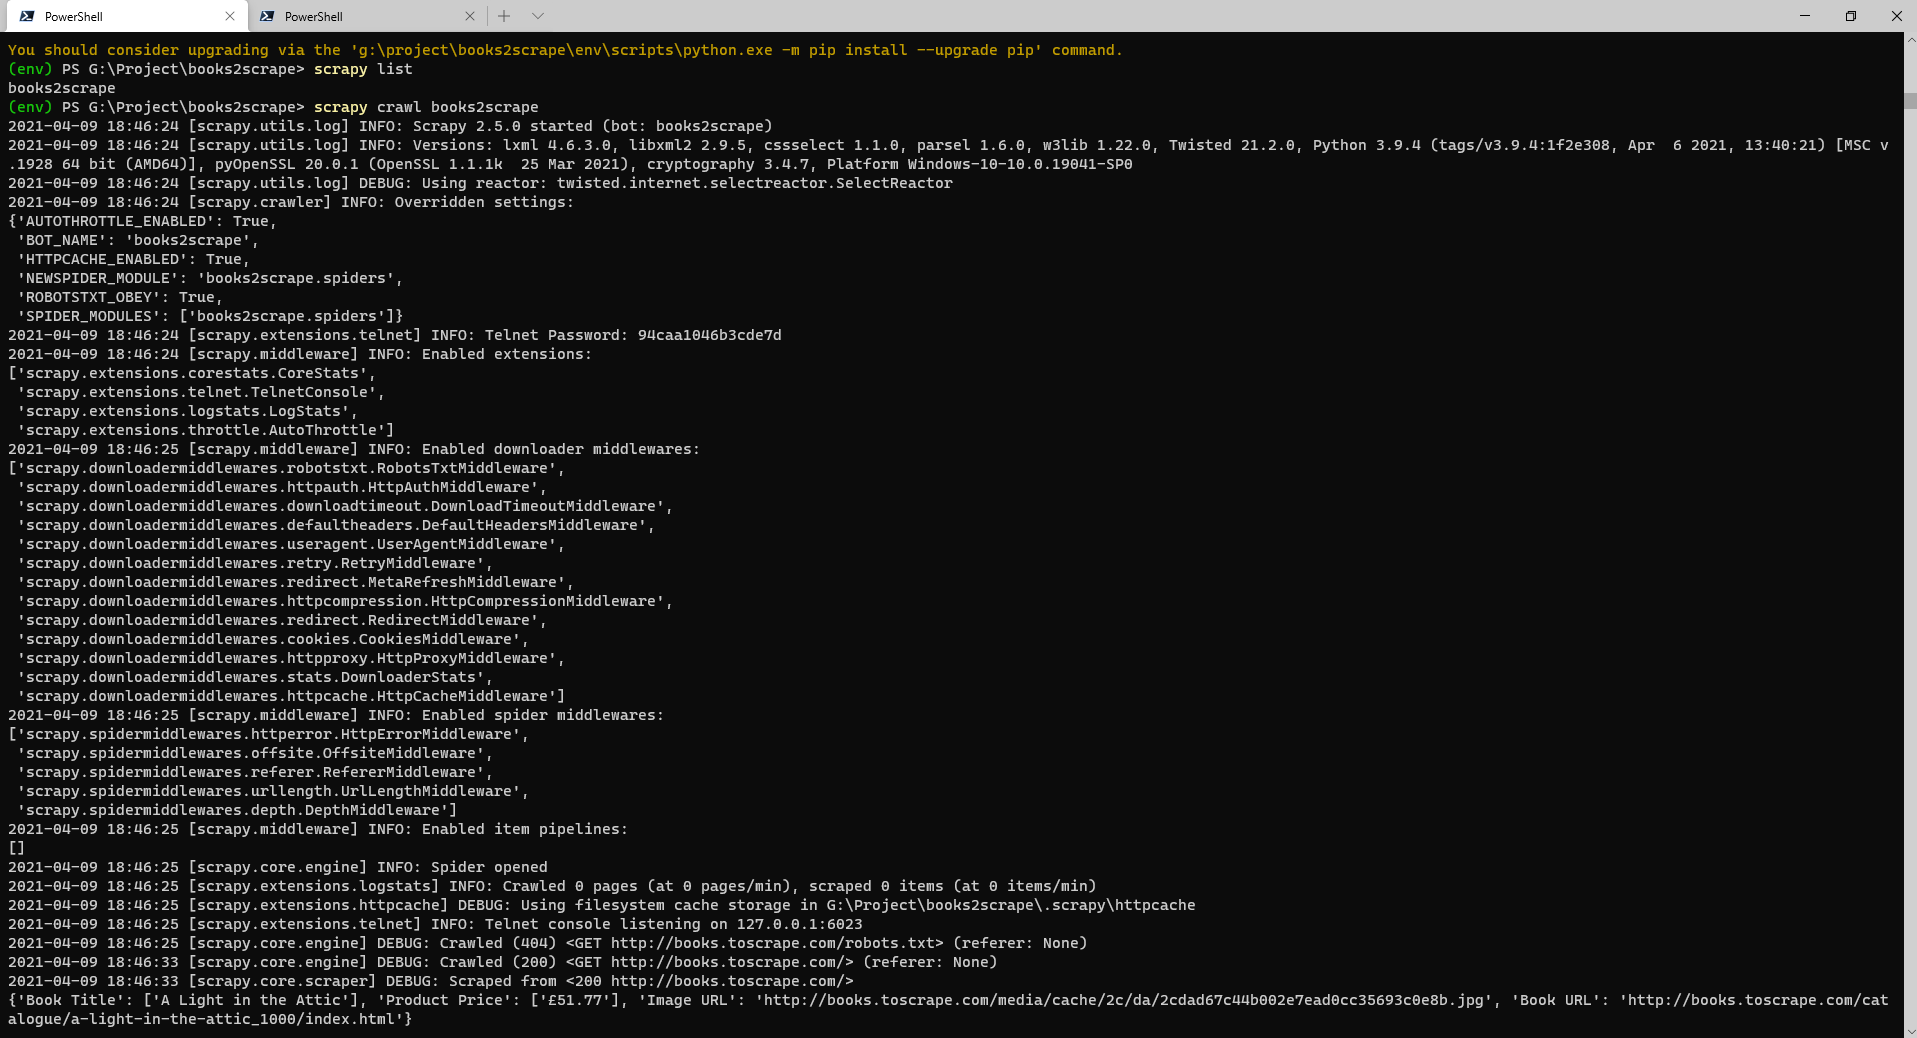 PowerShell
PowerShell
You should consider upgrading via the 'g:\project\books2scrape\env\scripts\python.exe -m pip install --upgrade pip' command.
(env) PS G:\Project\books2scrape> scrapy list
books2scrape
(env) PS G:\Project\books2scrape> scrapy crawl books2scrape
2021-04-09 18:46:24 [scrapy.utils.log] INFO: Scrapy 2.5.0 started (bot: books2scrape)
2021-04-09 18:46:24 [scrapy.utils.log] INFO: Versions: lxml 4.6.3.0, libxml2 2.9.5, cssselect 1.1.0, parsel 1.6.0, w3lib 1.22.0, Twisted 21.2.0, Python 3.9.4 (tags/v3.9.4:1f2e308, Apr  6 2021, 13:40:21) [MSC v
.1928 64 bit (AMD64)], pyOpenSSL 20.0.1 (OpenSSL 1.1.1k  25 Mar 2021), cryptography 3.4.7, Platform Windows-10-10.0.19041-SP0
2021-04-09 18:46:24 [scrapy.utils.log] DEBUG: Using reactor: twisted.internet.selectreactor.SelectReactor
2021-04-09 18:46:24 [scrapy.crawler] INFO: Overridden settings:
{'AUTOTHROTTLE_ENABLED': True,
 'BOT_NAME': 'books2scrape',
 'HTTPCACHE_ENABLED': True,
 'NEWSPIDER_MODULE': 'books2scrape.spiders',
 'ROBOTSTXT_OBEY': True,
 'SPIDER_MODULES': ['books2scrape.spiders']}
2021-04-09 18:46:24 [scrapy.extensions.telnet] INFO: Telnet Password: 94caa1046b3cde7d
2021-04-09 18:46:24 [scrapy.middleware] INFO: Enabled extensions:
['scrapy.extensions.corestats.CoreStats',
 'scrapy.extensions.telnet.TelnetConsole',
 'scrapy.extensions.logstats.LogStats',
 'scrapy.extensions.throttle.AutoThrottle']
2021-04-09 18:46:25 [scrapy.middleware] INFO: Enabled downloader middlewares:
['scrapy.downloadermiddlewares.robotstxt.RobotsTxtMiddleware',
 'scrapy.downloadermiddlewares.httpauth.HttpAuthMiddleware',
 'scrapy.downloadermiddlewares.downloadtimeout.DownloadTimeoutMiddleware',
 'scrapy.downloadermiddlewares.defaultheaders.DefaultHeadersMiddleware',
 'scrapy.downloadermiddlewares.useragent.UserAgentMiddleware',
 'scrapy.downloadermiddlewares.retry.RetryMiddleware',
 'scrapy.downloadermiddlewares.redirect.MetaRefreshMiddleware',
 'scrapy.downloadermiddlewares.httpcompression.HttpCompressionMiddleware',
 'scrapy.downloadermiddlewares.redirect.RedirectMiddleware',
 'scrapy.downloadermiddlewares.cookies.CookiesMiddleware',
 'scrapy.downloadermiddlewares.httpproxy.HttpProxyMiddleware',
 'scrapy.downloadermiddlewares.stats.DownloaderStats',
 'scrapy.downloadermiddlewares.httpcache.HttpCacheMiddleware']
2021-04-09 18:46:25 [scrapy.middleware] INFO: Enabled spider middlewares:
['scrapy.spidermiddlewares.httperror.HttpErrorMiddleware',
 'scrapy.spidermiddlewares.offsite.OffsiteMiddleware',
 'scrapy.spidermiddlewares.referer.RefererMiddleware',
 'scrapy.spidermiddlewares.urllength.UrlLengthMiddleware',
 'scrapy.spidermiddlewares.depth.DepthMiddleware']
2021-04-09 18:46:25 [scrapy.middleware] INFO: Enabled item pipelines:
[]
2021-04-09 18:46:25 [scrapy.core.engine] INFO: Spider opened
2021-04-09 18:46:25 [scrapy.extensions.logstats] INFO: Crawled 0 pages (at 0 pages/min), scraped 0 items (at 0 items/min)
2021-04-09 18:46:25 [scrapy.extensions.httpcache] DEBUG: Using filesystem cache storage in G:\Project\books2scrape\.scrapy\httpcache
2021-04-09 18:46:25 [scrapy.extensions.telnet] INFO: Telnet console listening on 127.0.0.1:6023
2021-04-09 18:46:25 [scrapy.core.engine] DEBUG: Crawled (404) <GET http://books.toscrape.com/robots.txt> (referer: None)
2021-04-09 18:46:33 [scrapy.core.engine] DEBUG: Crawled (200) <GET http://books.toscrape.com/> (referer: None)
2021-04-09 18:46:33 [scrapy.core.scraper] DEBUG: Scraped from <200 http://books.toscrape.com/>
{'Book Title': ['A Light in the Attic'], 'Product Price': ['£51.77'], 'Image URL': 'http://books.toscrape.com/media/cache/2c/da/2cdad67c44b002e7ead0cc35693c0e8b.jpg', 'Book URL': 'http://books.toscrape.com/cat
alogue/a-light-in-the-attic_1000/index.html'}